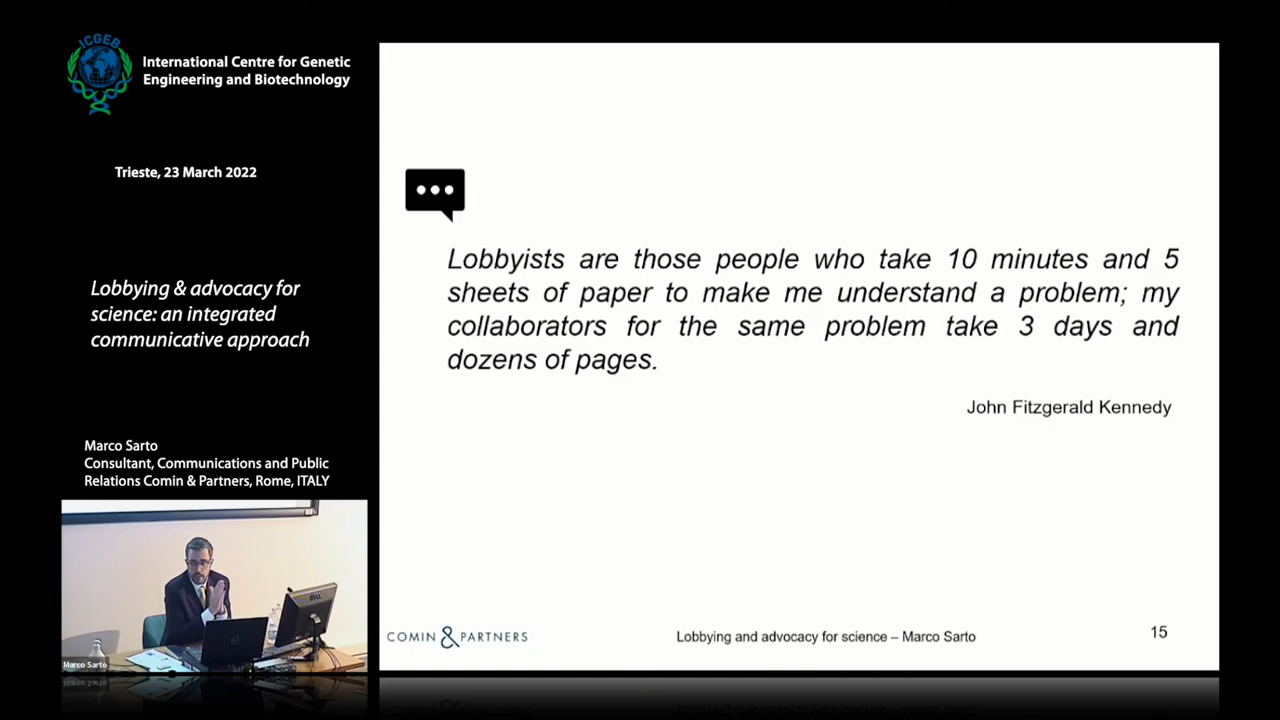 ICGEB
International Centre for Genetic
Engineering and Biotechnology
Trieste, 23 March 2022
Lobbying & advocacy for
science: an integrated
communicative approach
Marco Sarto
Consultant, Communications and Public
Relations Comin & Partners, Rome, ITALY
Marco Sarto
Lobbyists are those people who take 10 minutes and 5
sheets of paper to make me understand a problem; my
collaborators for the same problem take 3 days and
dozens of pages.
John Fitzgerald Kennedy
COMIN & PARTNERS
Lobbying and advocacy for science – Marco Sarto
15